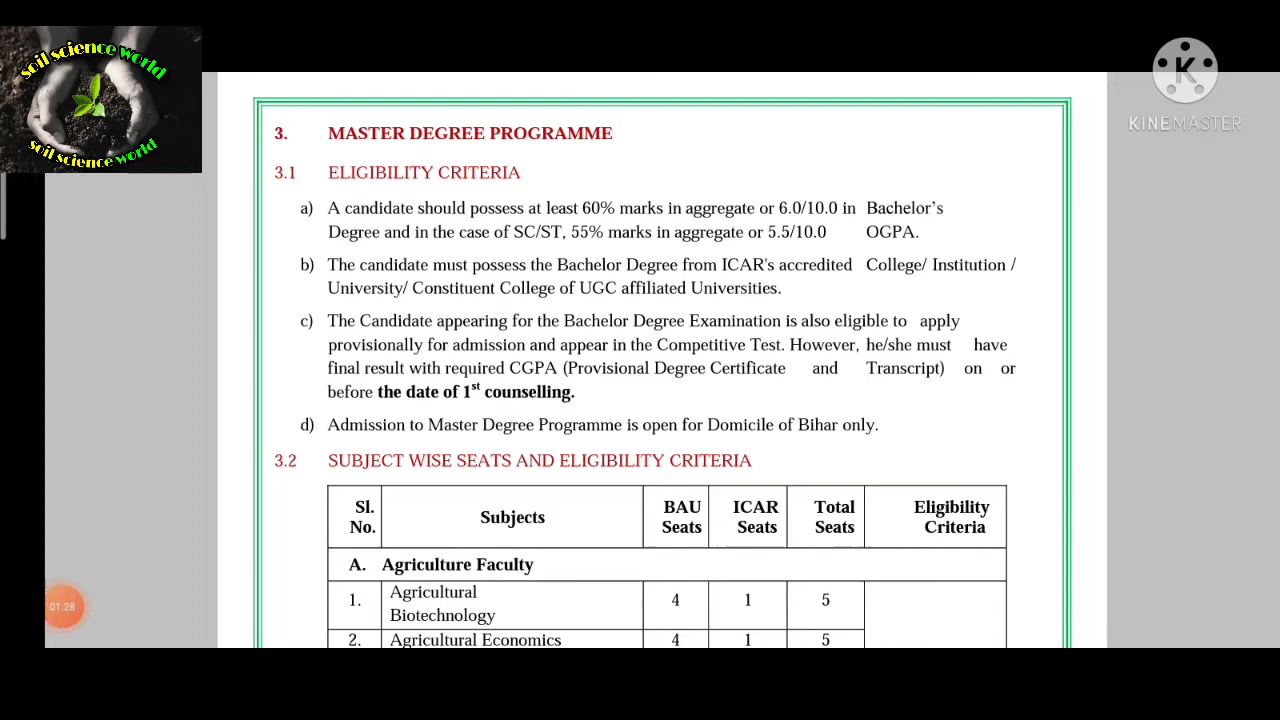 soil science world
soil science world
KINEMASTER
3. MASTER DEGREE PROGRAMME
3.1 ELIGIBILITY CRITERIA
a) A candidate should possess at least 60% marks in aggregate or 6.0/10.0 in Bachelor’s
Degree and in the case of SC/ST, 55% marks in aggregate or 5.5/10.0 OGPA.
b) The candidate must possess the Bachelor Degree from ICAR's accredited College/ Institution /
University/ Constituent College of UGC affiliated Universities.
c) The Candidate appearing for the Bachelor Degree Examination is also eligible to apply
provisionally for admission and appear in the Competitive Test. However, he/she must have
final result with required CGPA (Provisional Degree Certificate and Transcript) on or
before the date of 1st counselling.
d) Admission to Master Degree Programme is open for Domicile of Bihar only.
3.2 SUBJECT WISE SEATS AND ELIGIBILITY CRITERIA
Sl. No. Subjects BAU Seats ICAR Seats Total Seats Eligibility Criteria
A. Agriculture Faculty
1. Agricultural Biotechnology 4 1 5
2. Agricultural Economics 4 1 5
01:28